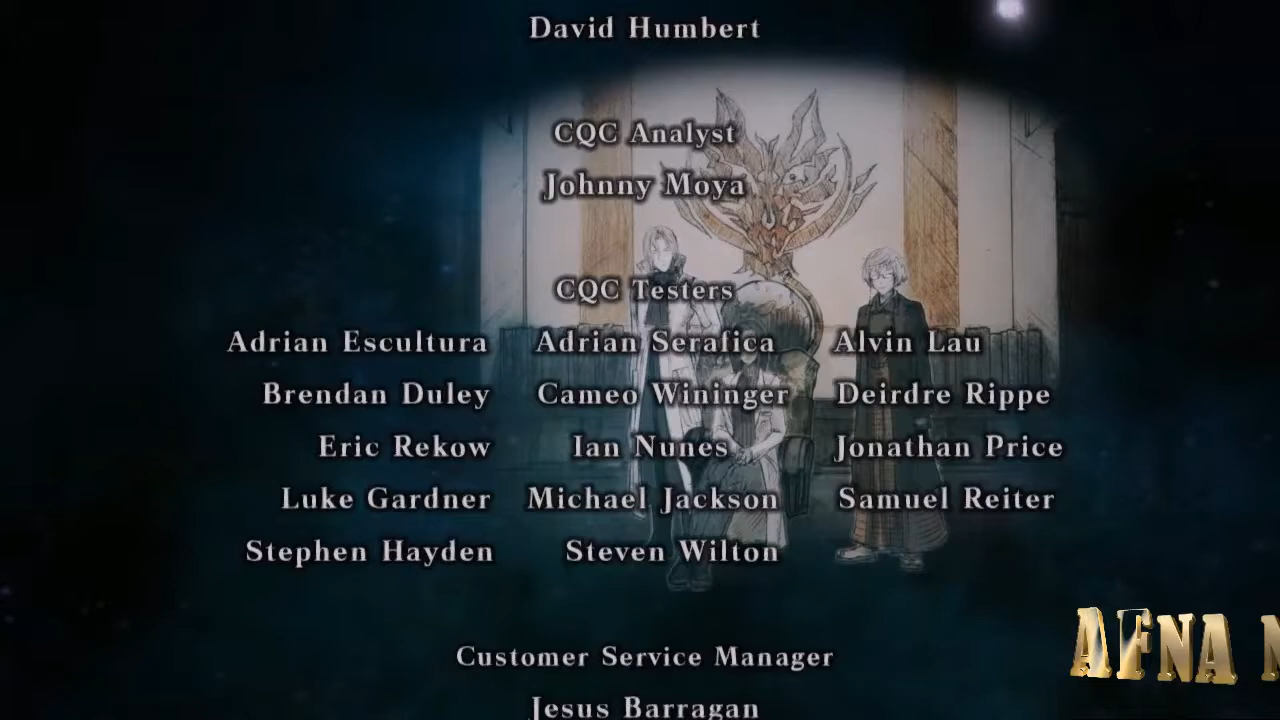 David Humbert
CQC Analyst
Johnny Moya
CQC Testers
Adrian Escultura Adrian Serafica Alvin Lau
Brendan Duley Cameo Wininger Deirdre Rippe
Eric Rekow Ian Nunes Jonathan Price
Luke Gardner Michael Jackson Samuel Reiter
Stephen Hayden Steven Wilton
AFNA
Customer Service Manager
Jesus Barragan